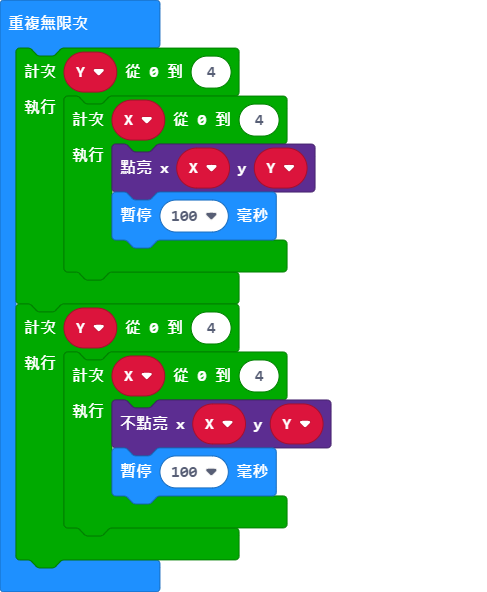 重複無限次
計次 Y 從 0 到 4
執行
計次 X 從 0 到 4
執行
點亮 x X y Y
暫停 100 毫秒
計次 Y 從 0 到 4
執行
計次 X 從 0 到 4
執行
不點亮 x X y Y
暫停 100 毫秒